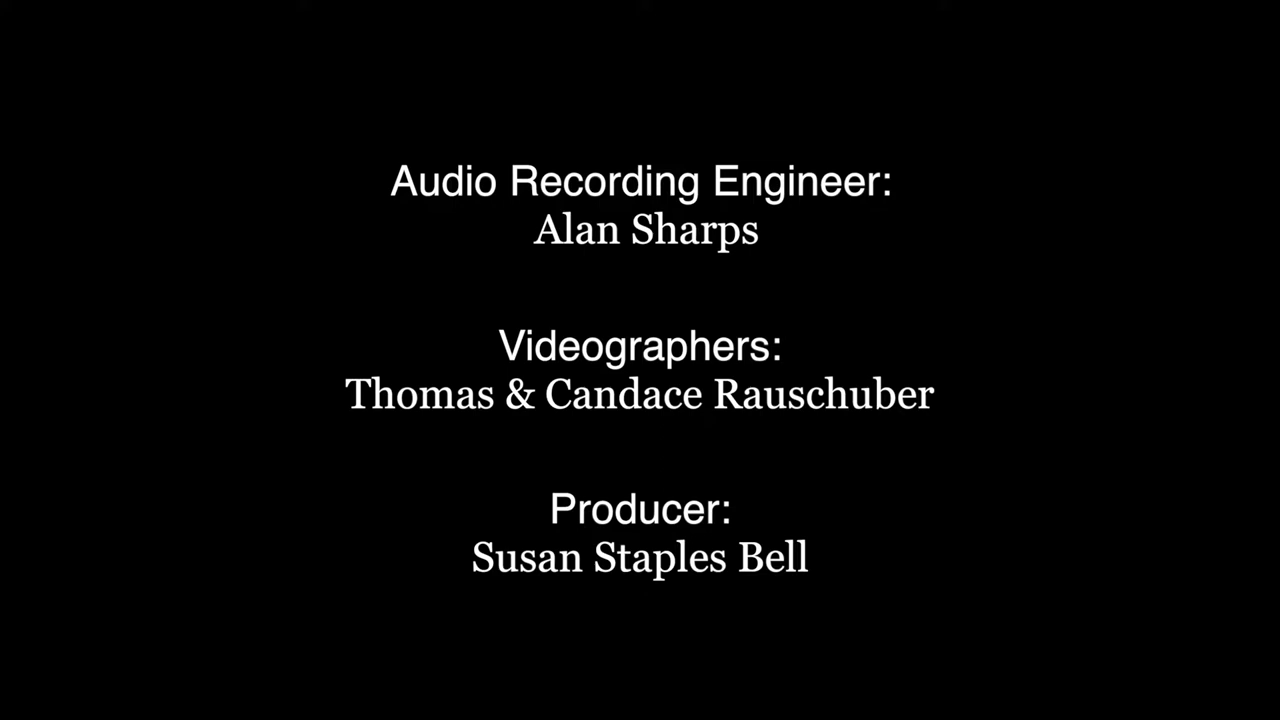 Audio Recording Engineer:
Alan Sharps
Videographers:
Thomas & Candace Rauschuber
Producer:
Susan Staples Bell